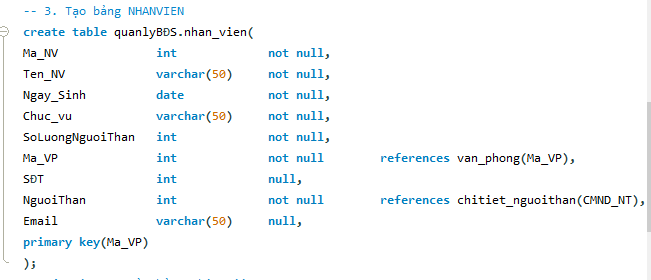 -- 3. Tạo bảng NHANVIEN
create table quanlyBĐS.nhan_vien(
Ma_NV int not null,
Ten_NV varchar(50) not null,
Ngay_Sinh date not null,
Chuc_vu varchar(50) not null,
SoLuongNguoiThan int not null,
Ma_VP int not null references van_phong(Ma_VP),
SĐT int null,
NguoiThan int not null references chitiet_nguoithan(CMND_NT),
Email varchar(50) null,
primary key(Ma_VP)
);